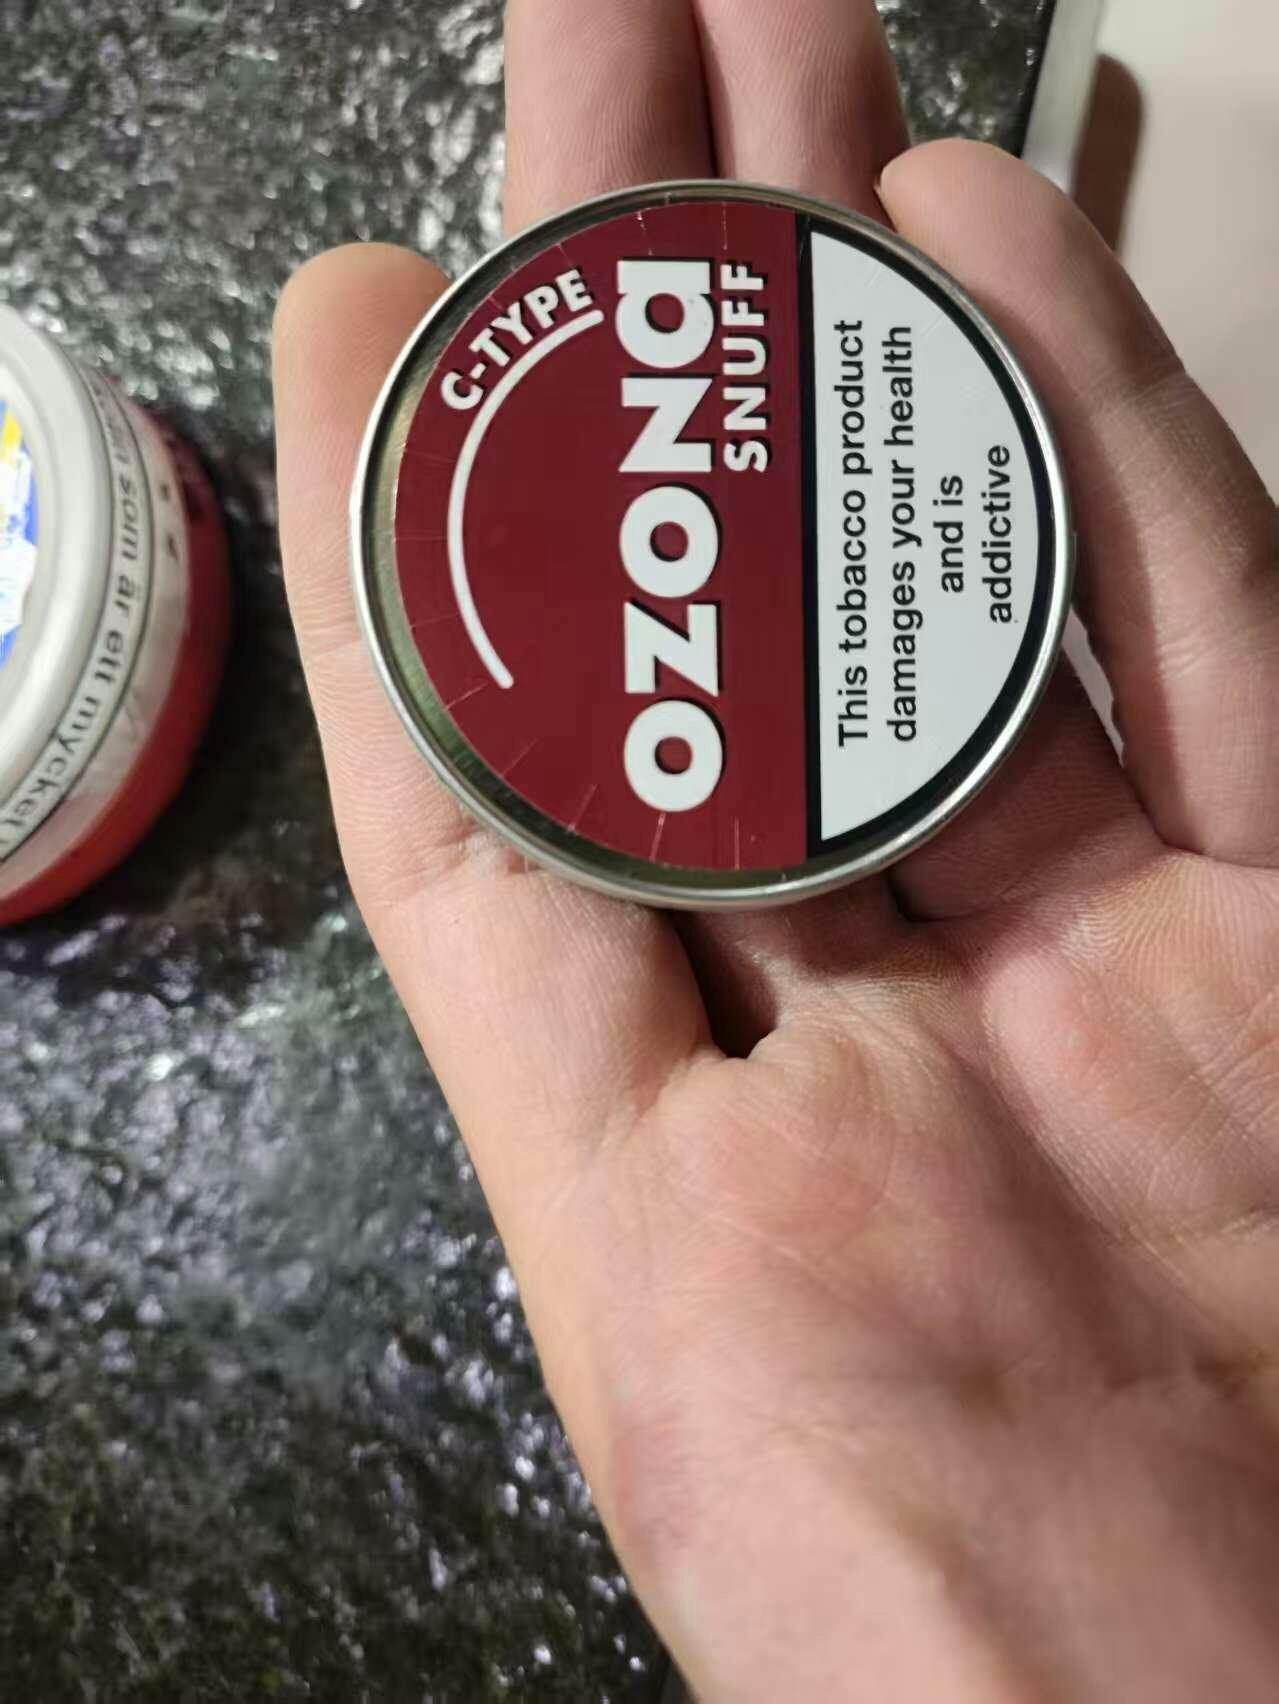 C-TYPE
OZONA
SNUFF
This tobacco product
damages your health
and is
addictive
som är ett mycket